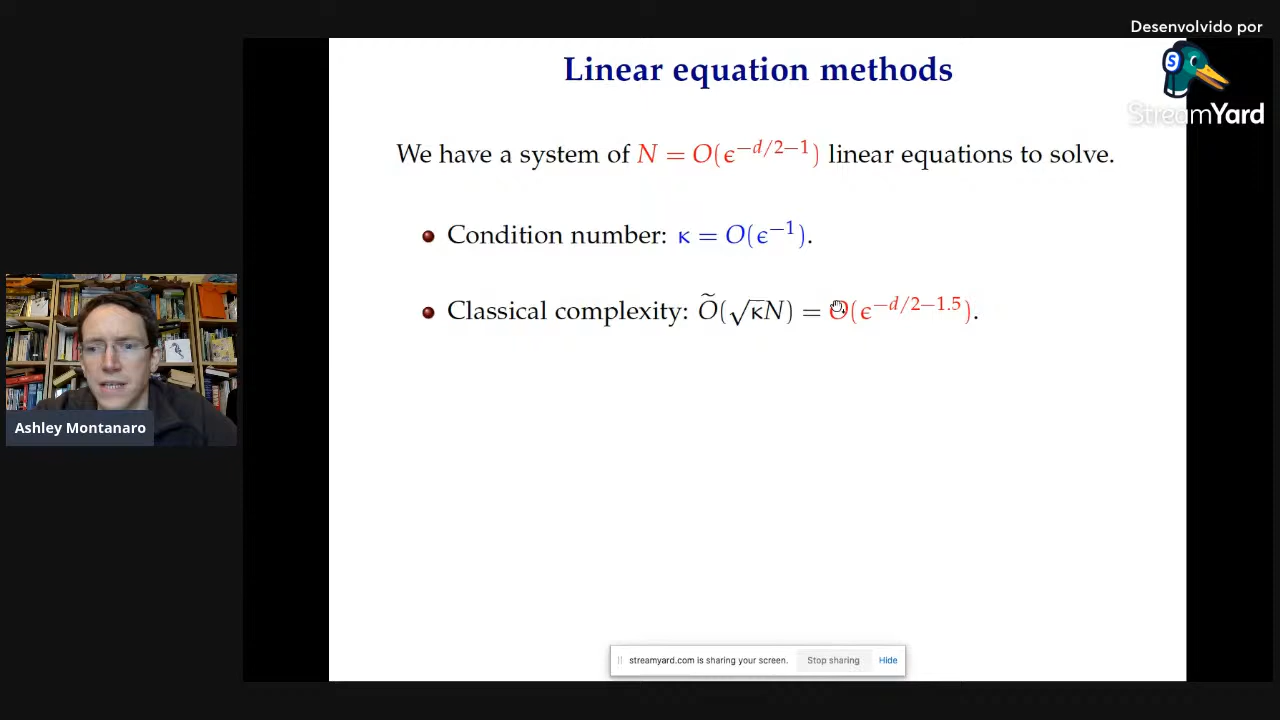 Desenvolvido por
StreamYard
Linear equation methods
We have a system of N = O(ϵ^{−d/2−1}) linear equations to solve.
Condition number: κ = O(ϵ^{−1}).
Classical complexity: Õ(√κN) = O(ϵ^{−d/2−1.5}).
Ashley Montanaro
streamyard.com is sharing your screen. Stop sharing Hide